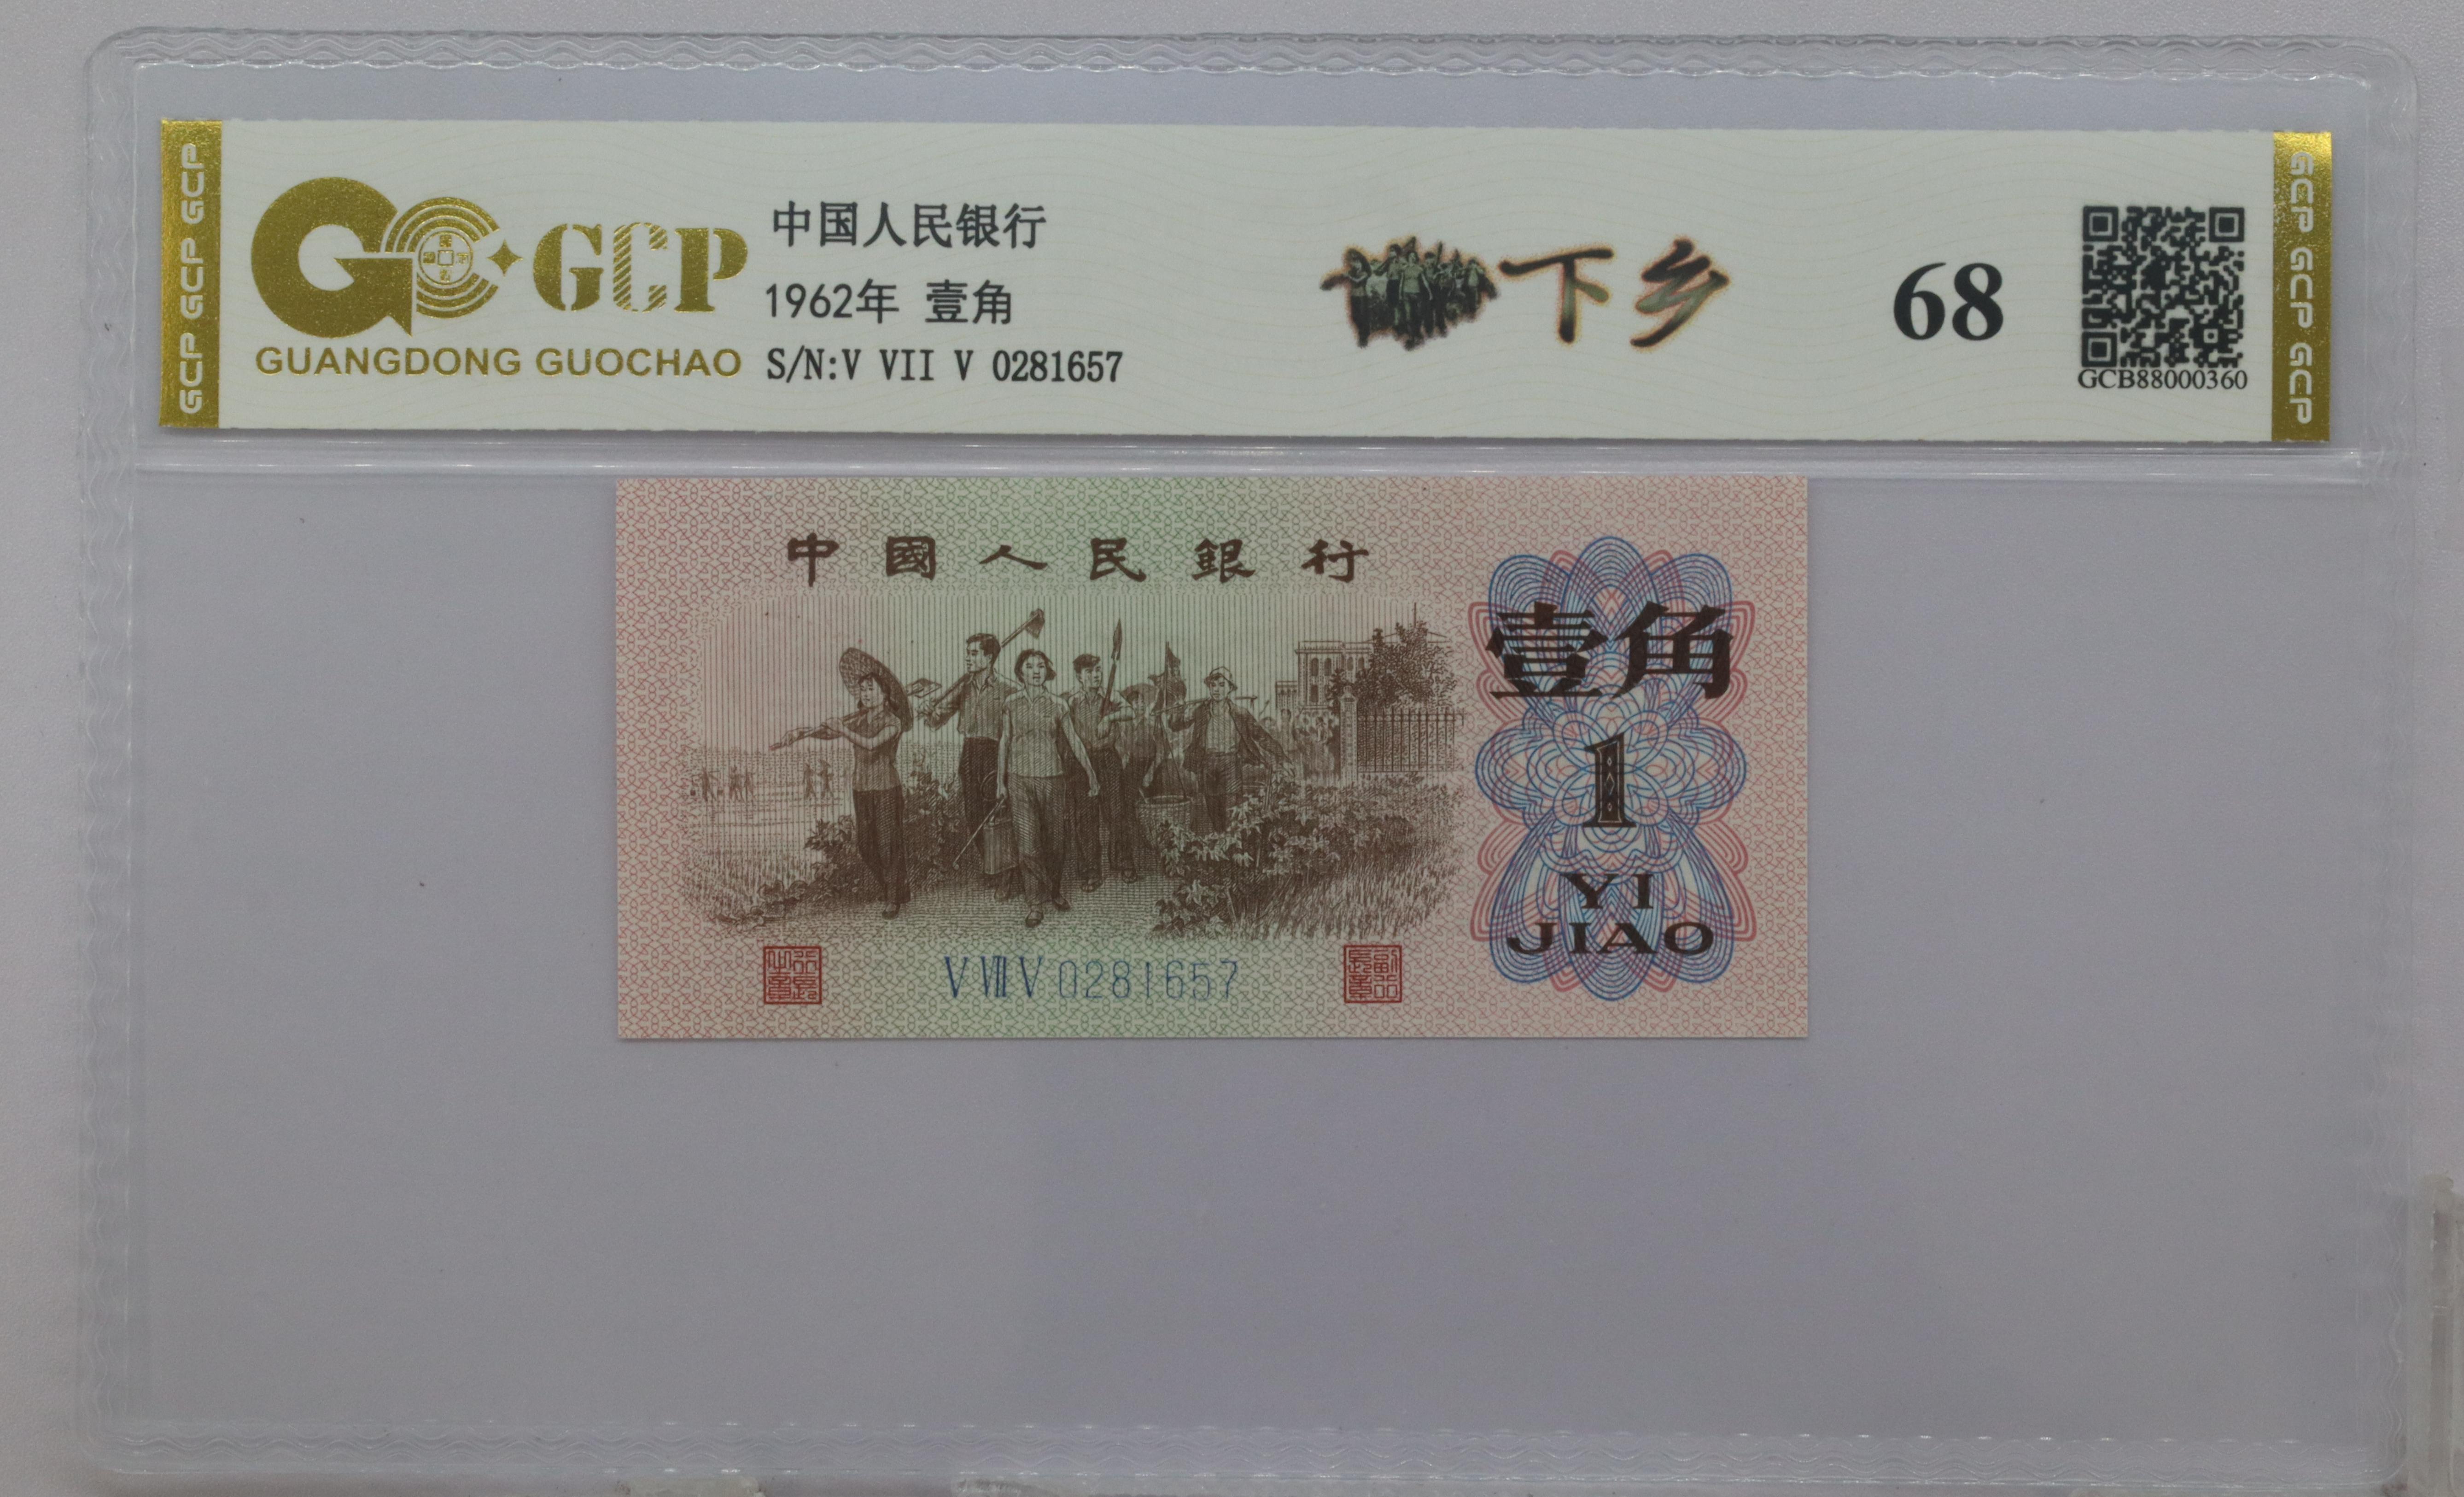 GCP GCP GCP
GCP
GUANGDONG GUOCHAO
中国人民银行
1962年 壹角
S/N:V VII V 0281657
下乡
68
GCB88000360
GCP GCP GCP
中國人民銀行
壹角
1
YI
JIAO
V VII V 0281657